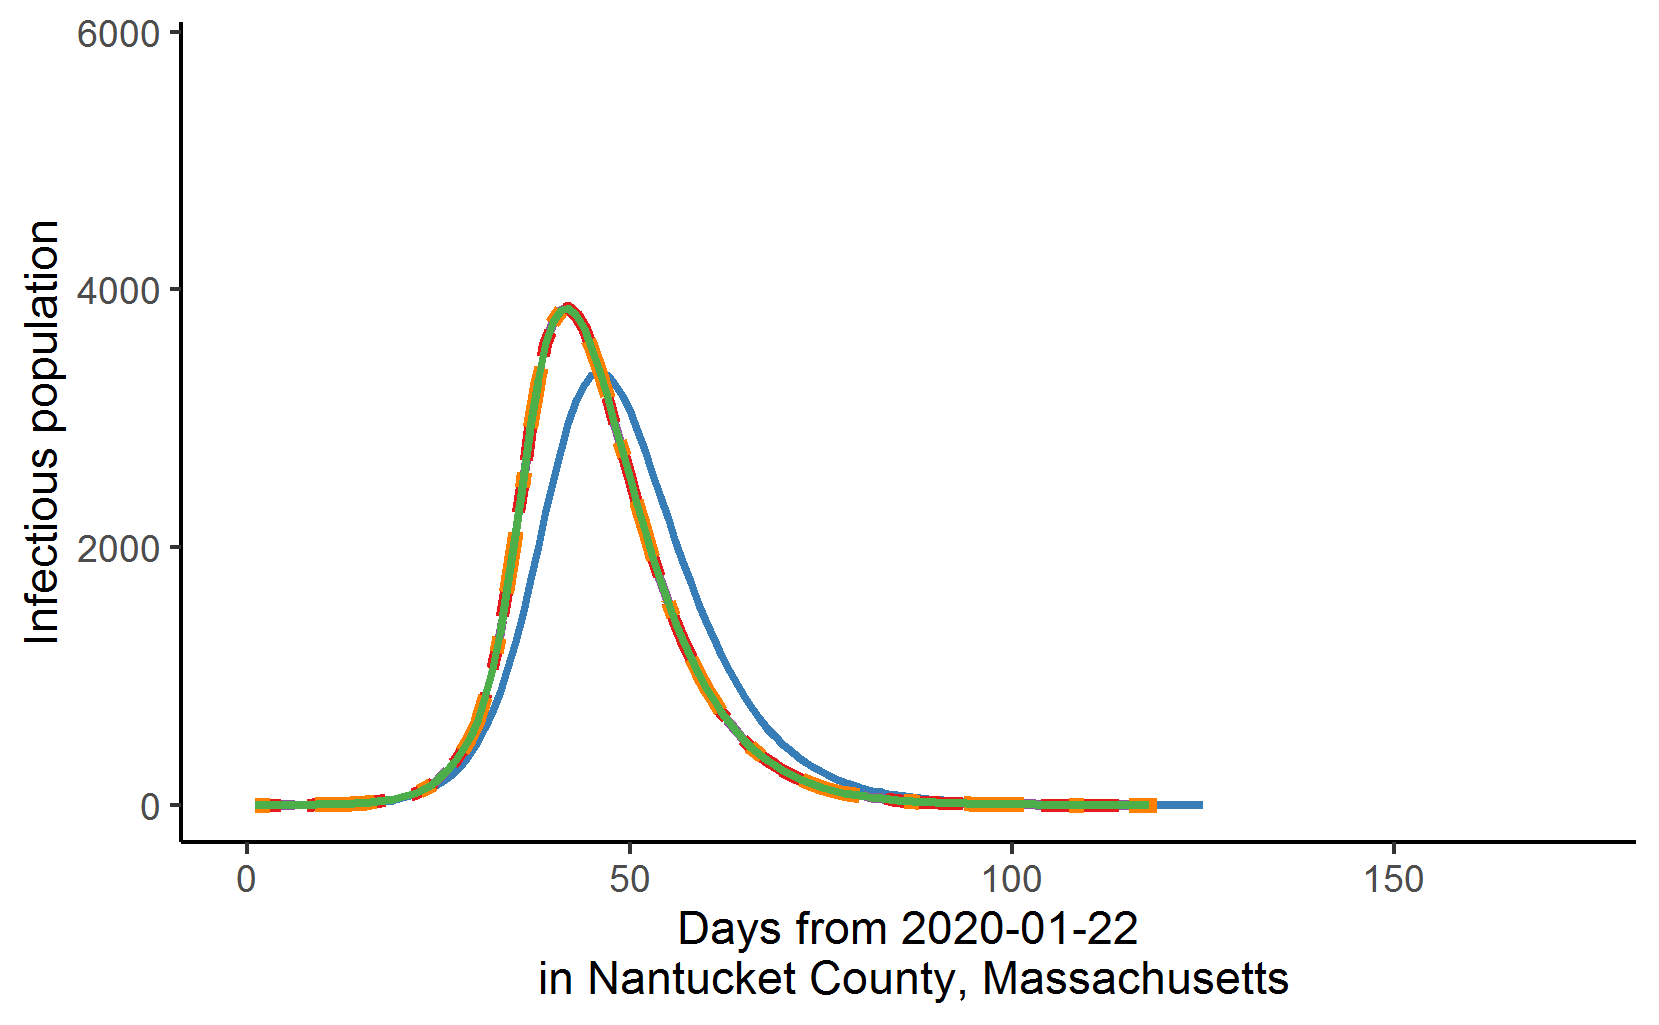 6000
4000
2000
0
Infectious population
0 50 100 150
Days from 2020-01-22
in Nantucket County, Massachusetts